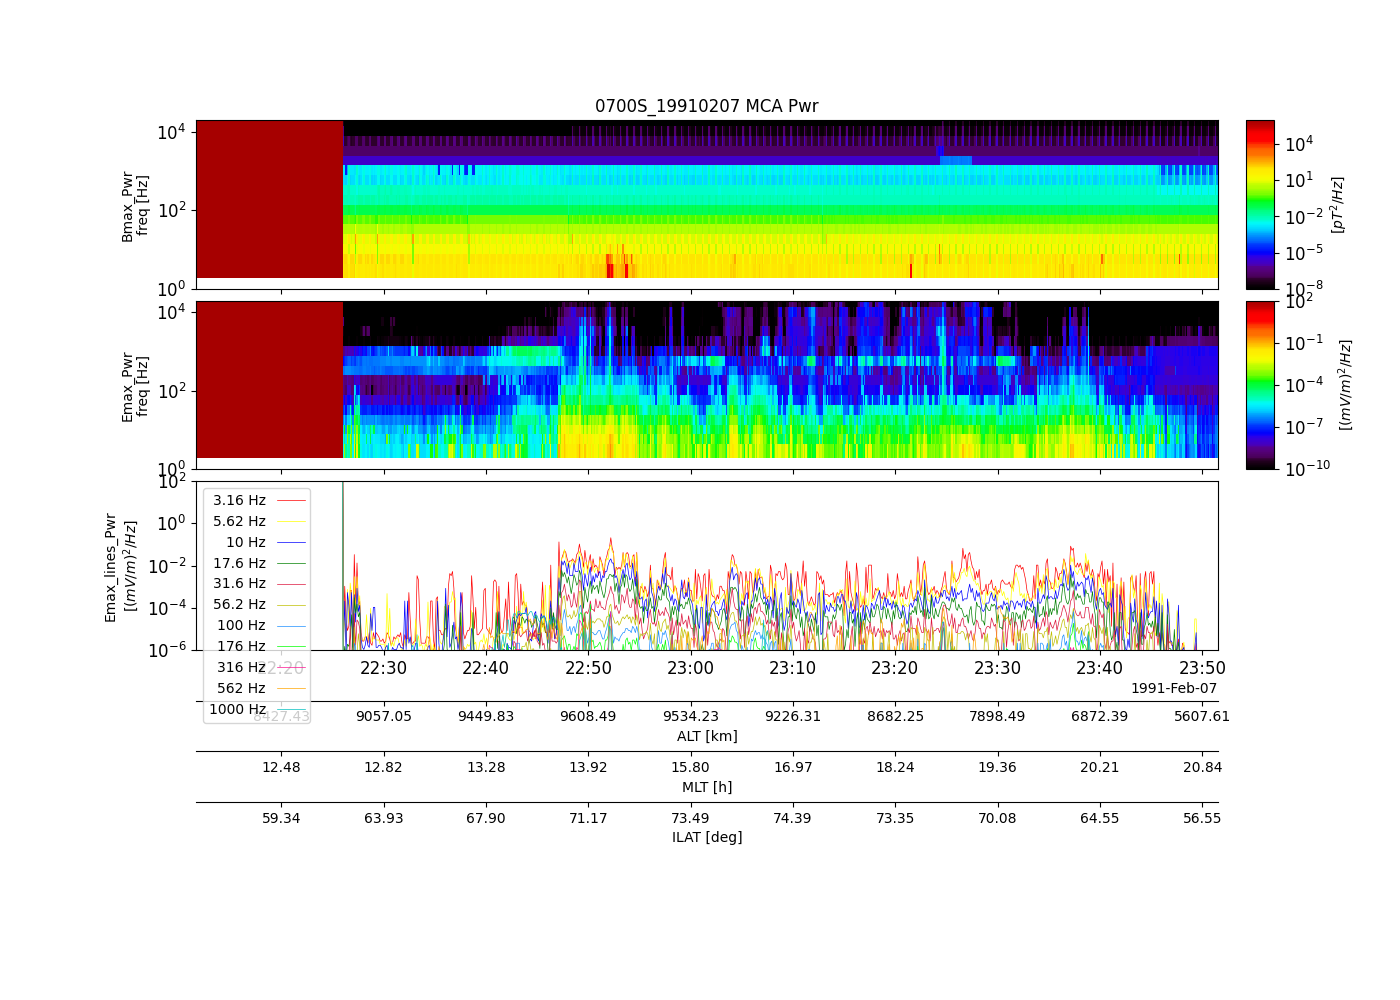 0700S_19910207 MCA Pwr
Bmax_Pwr
freq [Hz]
10^4
10^2
10^0
10^4
10^1
10^-2
10^-5
10^-8
[pT^2/Hz]
Emax_Pwr
freq [Hz]
10^4
10^2
10^0
10^2
10^-1
10^-4
10^-7
10^-10
[(mV/m)^2/Hz]
Emax_lines_Pwr
[(mV/m)^2/Hz]
10^2
10^0
10^-2
10^-4
10^-6
3.16 Hz
5.62 Hz
10 Hz
17.6 Hz
31.6 Hz
56.2 Hz
100 Hz
176 Hz
316 Hz
562 Hz
1000 Hz
22:20 22:30 22:40 22:50 23:00 23:10 23:20 23:30 23:40 23:50
1991-Feb-07
8427.43 9057.05 9449.83 9608.49 9534.23 9226.31 8682.25 7898.49 6872.39 5607.61
ALT [km]
12.48 12.82 13.28 13.92 15.80 16.97 18.24 19.36 20.21 20.84
MLT [h]
59.34 63.93 67.90 71.17 73.49 74.39 73.35 70.08 64.55 56.55
ILAT [deg]